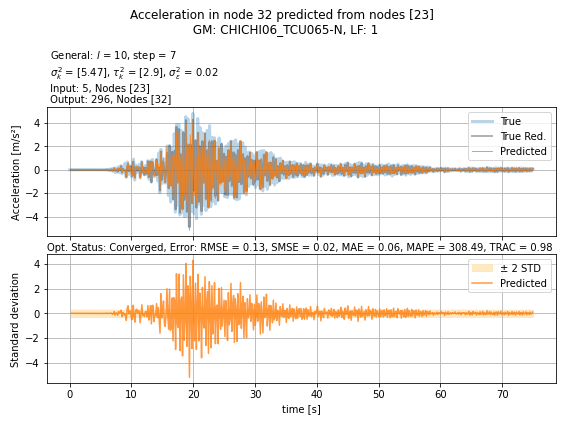 Acceleration in node 32 predicted from nodes [23]
GM: CHICHI06_TCU065-N, LF: 1
General: l = 10, step = 7
σ²ₖ = [5.47], τ²ₖ = [2.9], σ²ε = 0.02
Input: 5, Nodes [23]
Output: 296, Nodes [32]
4
2
0
−2
−4
Acceleration [m/s²]
True
True Red.
Predicted
Opt. Status: Converged, Error: RMSE = 0.13, SMSE = 0.02, MAE = 0.06, MAPE = 308.49, TRAC = 0.98
4
2
0
−2
−4
Standard deviation
± 2 STD
Predicted
0 10 20 30 40 50 60 70
time [s]